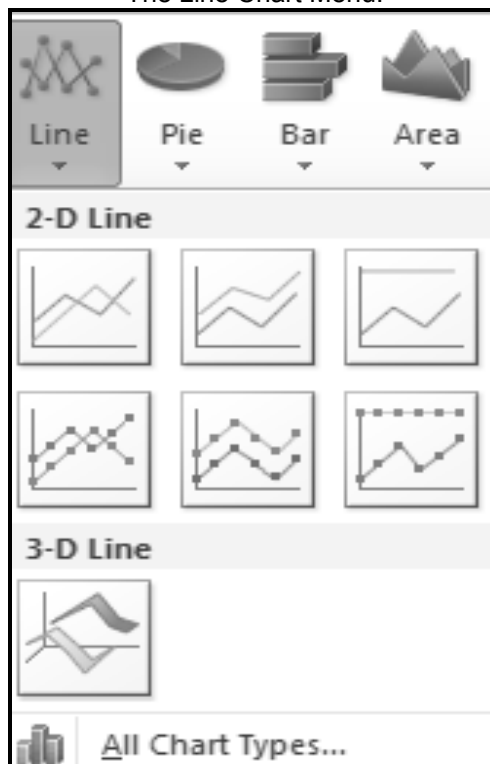 The Line Chart Menu.
Line Pie Bar Area
2-D Line
3-D Line
All Chart Types...